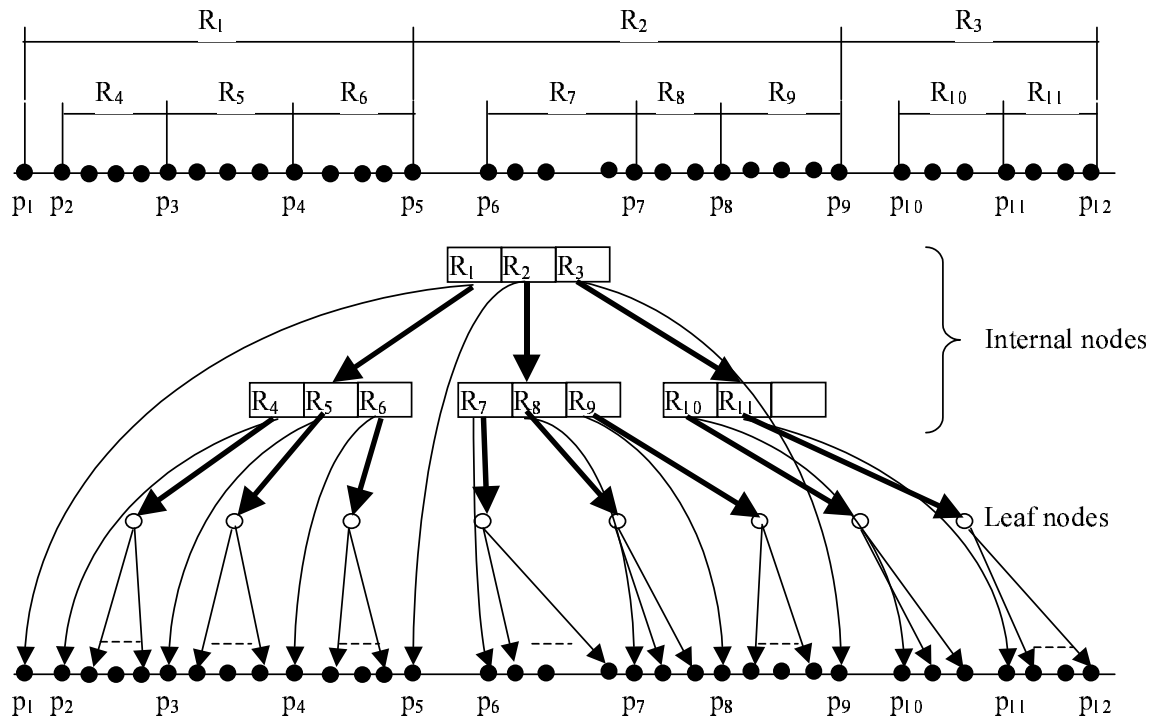 R₁ R₂ R₃
R₄ R₅ R₆ R₇ R₈ R₉ R₁₀ R₁₁
p₁ p₂ p₃ p₄ p₅ p₆ p₇ p₈ p₉ p₁₀ p₁₁ p₁₂
R₁ R₂ R₃
Internal nodes
R₄ R₅ R₆ R₇ R₈ R₉ R₁₀ R₁₁
Leaf nodes
p₁ p₂ p₃ p₄ p₅ p₆ p₇ p₈ p₉ p₁₀ p₁₁ p₁₂